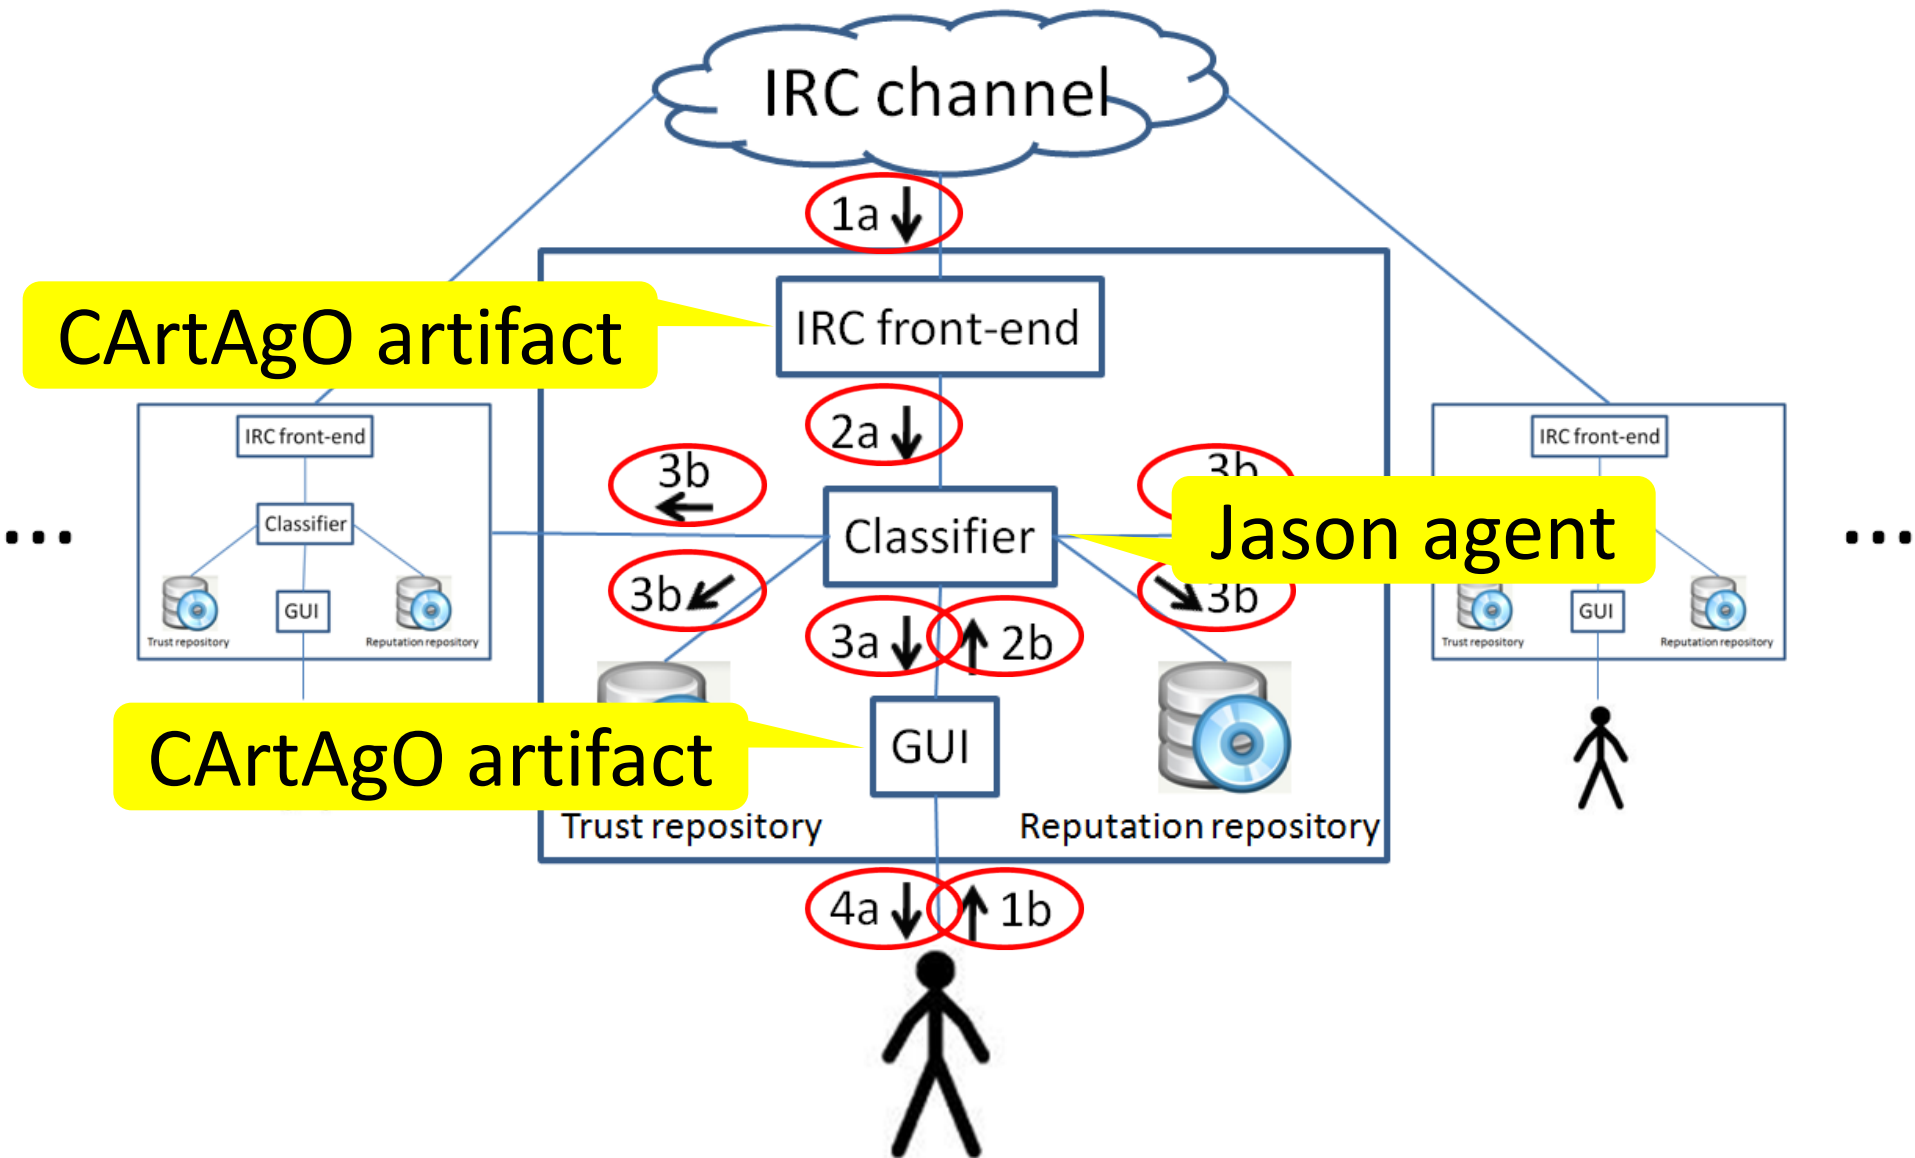 IRC channel
1a
CArtAgO artifact
IRC front-end
2a
3b
3b
Classifier
Jason agent
3b
3b
3a
2b
GUI
CArtAgO artifact
Trust repository
Reputation repository
4a
1b
...
IRC front-end
Classifier
GUI
Trust repository
Reputation repository
IRC front-end
GUI
Trust repository
Reputation repository
...